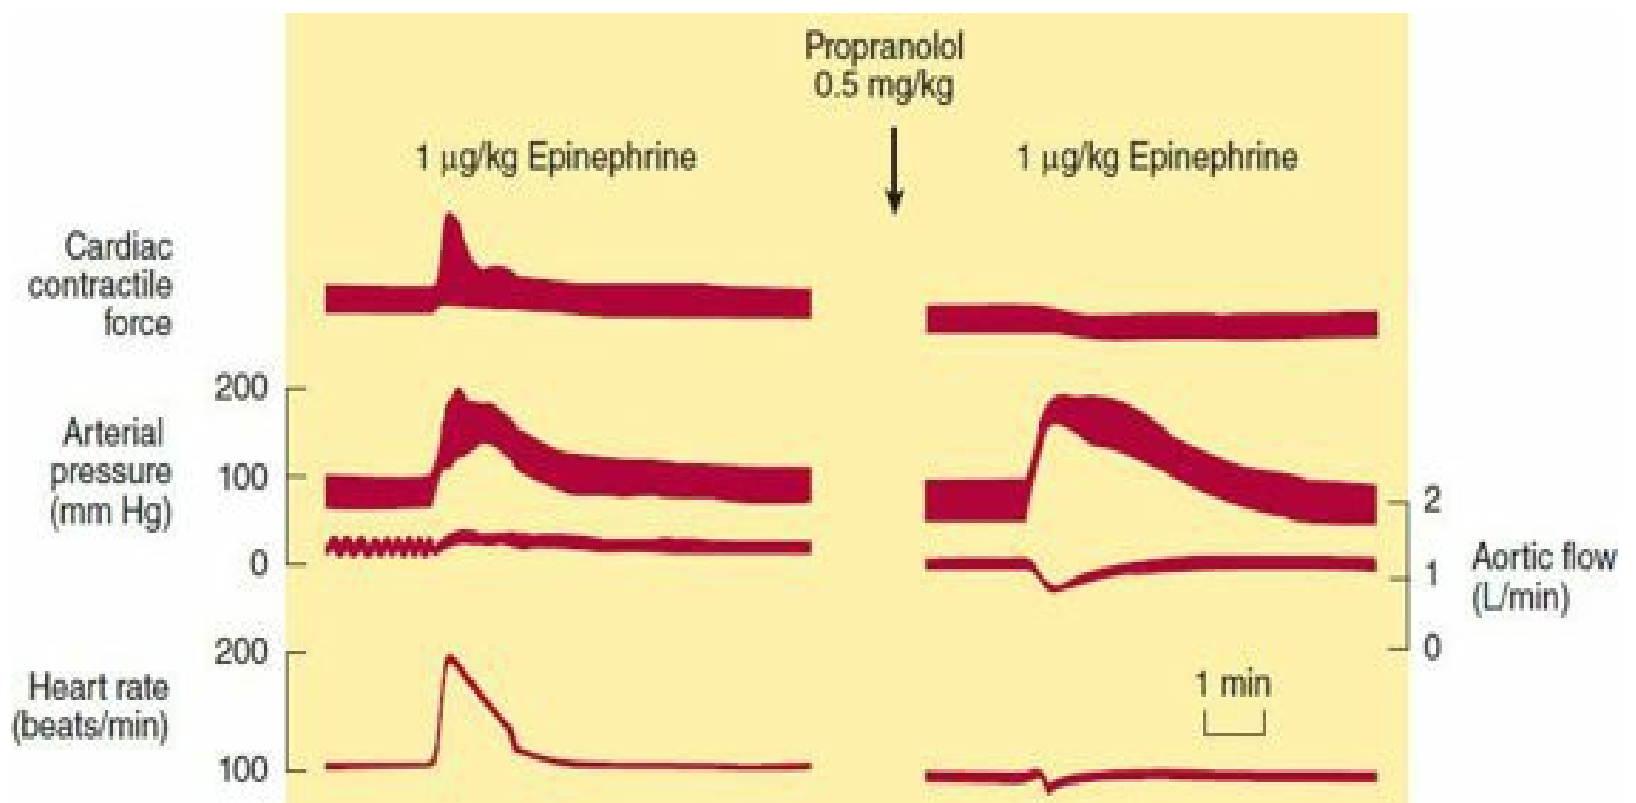 Propranolol
0.5 mg/kg
1 μg/kg Epinephrine
1 μg/kg Epinephrine
Cardiac
contractile
force
200
Arterial
pressure
(mm Hg)
100
0
2
1
0
Aortic flow
(L/min)
200
Heart rate
(beats/min)
100
1 min